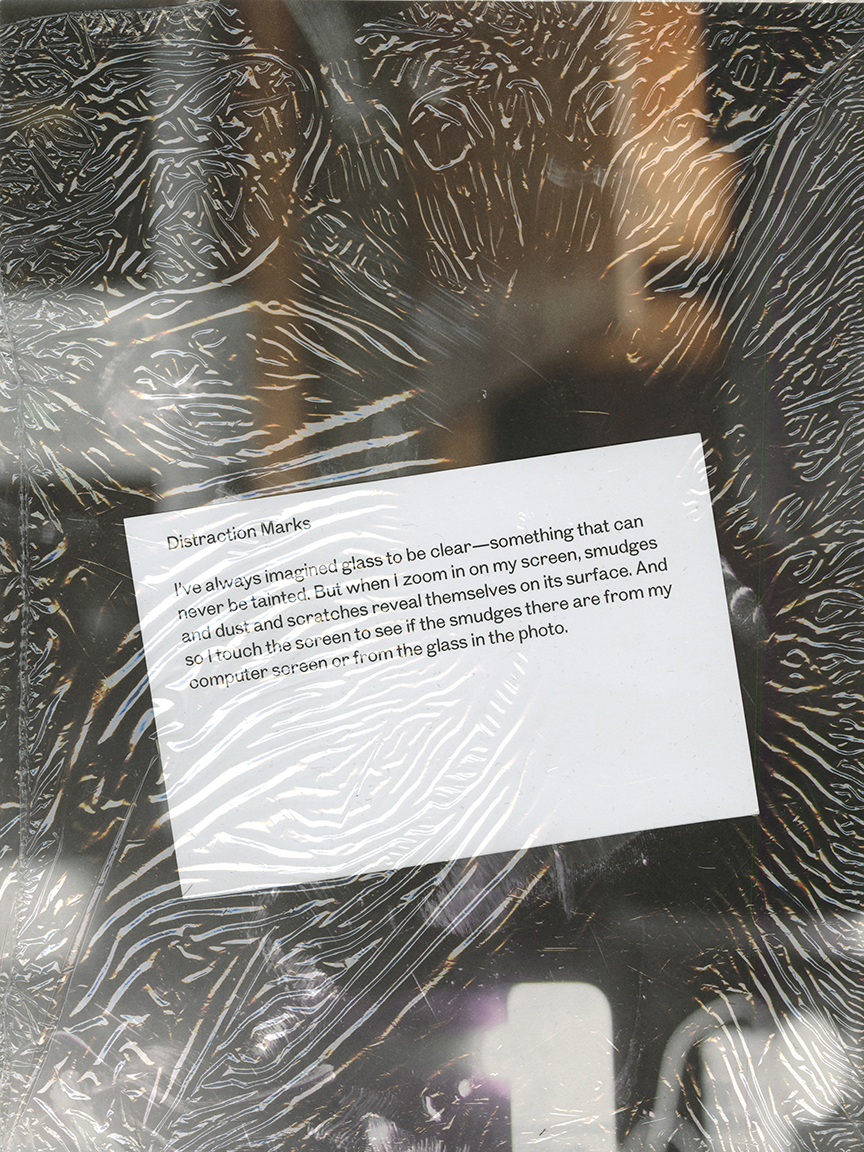 Distraction Marks
I've always imagined glass to be clear—something that can
never be tainted. But when I zoom in on my screen, smudges
and dust and scratches reveal themselves on its surface. And
so I touch the screen to see if the smudges there are from my
computer screen or from the glass in the photo.